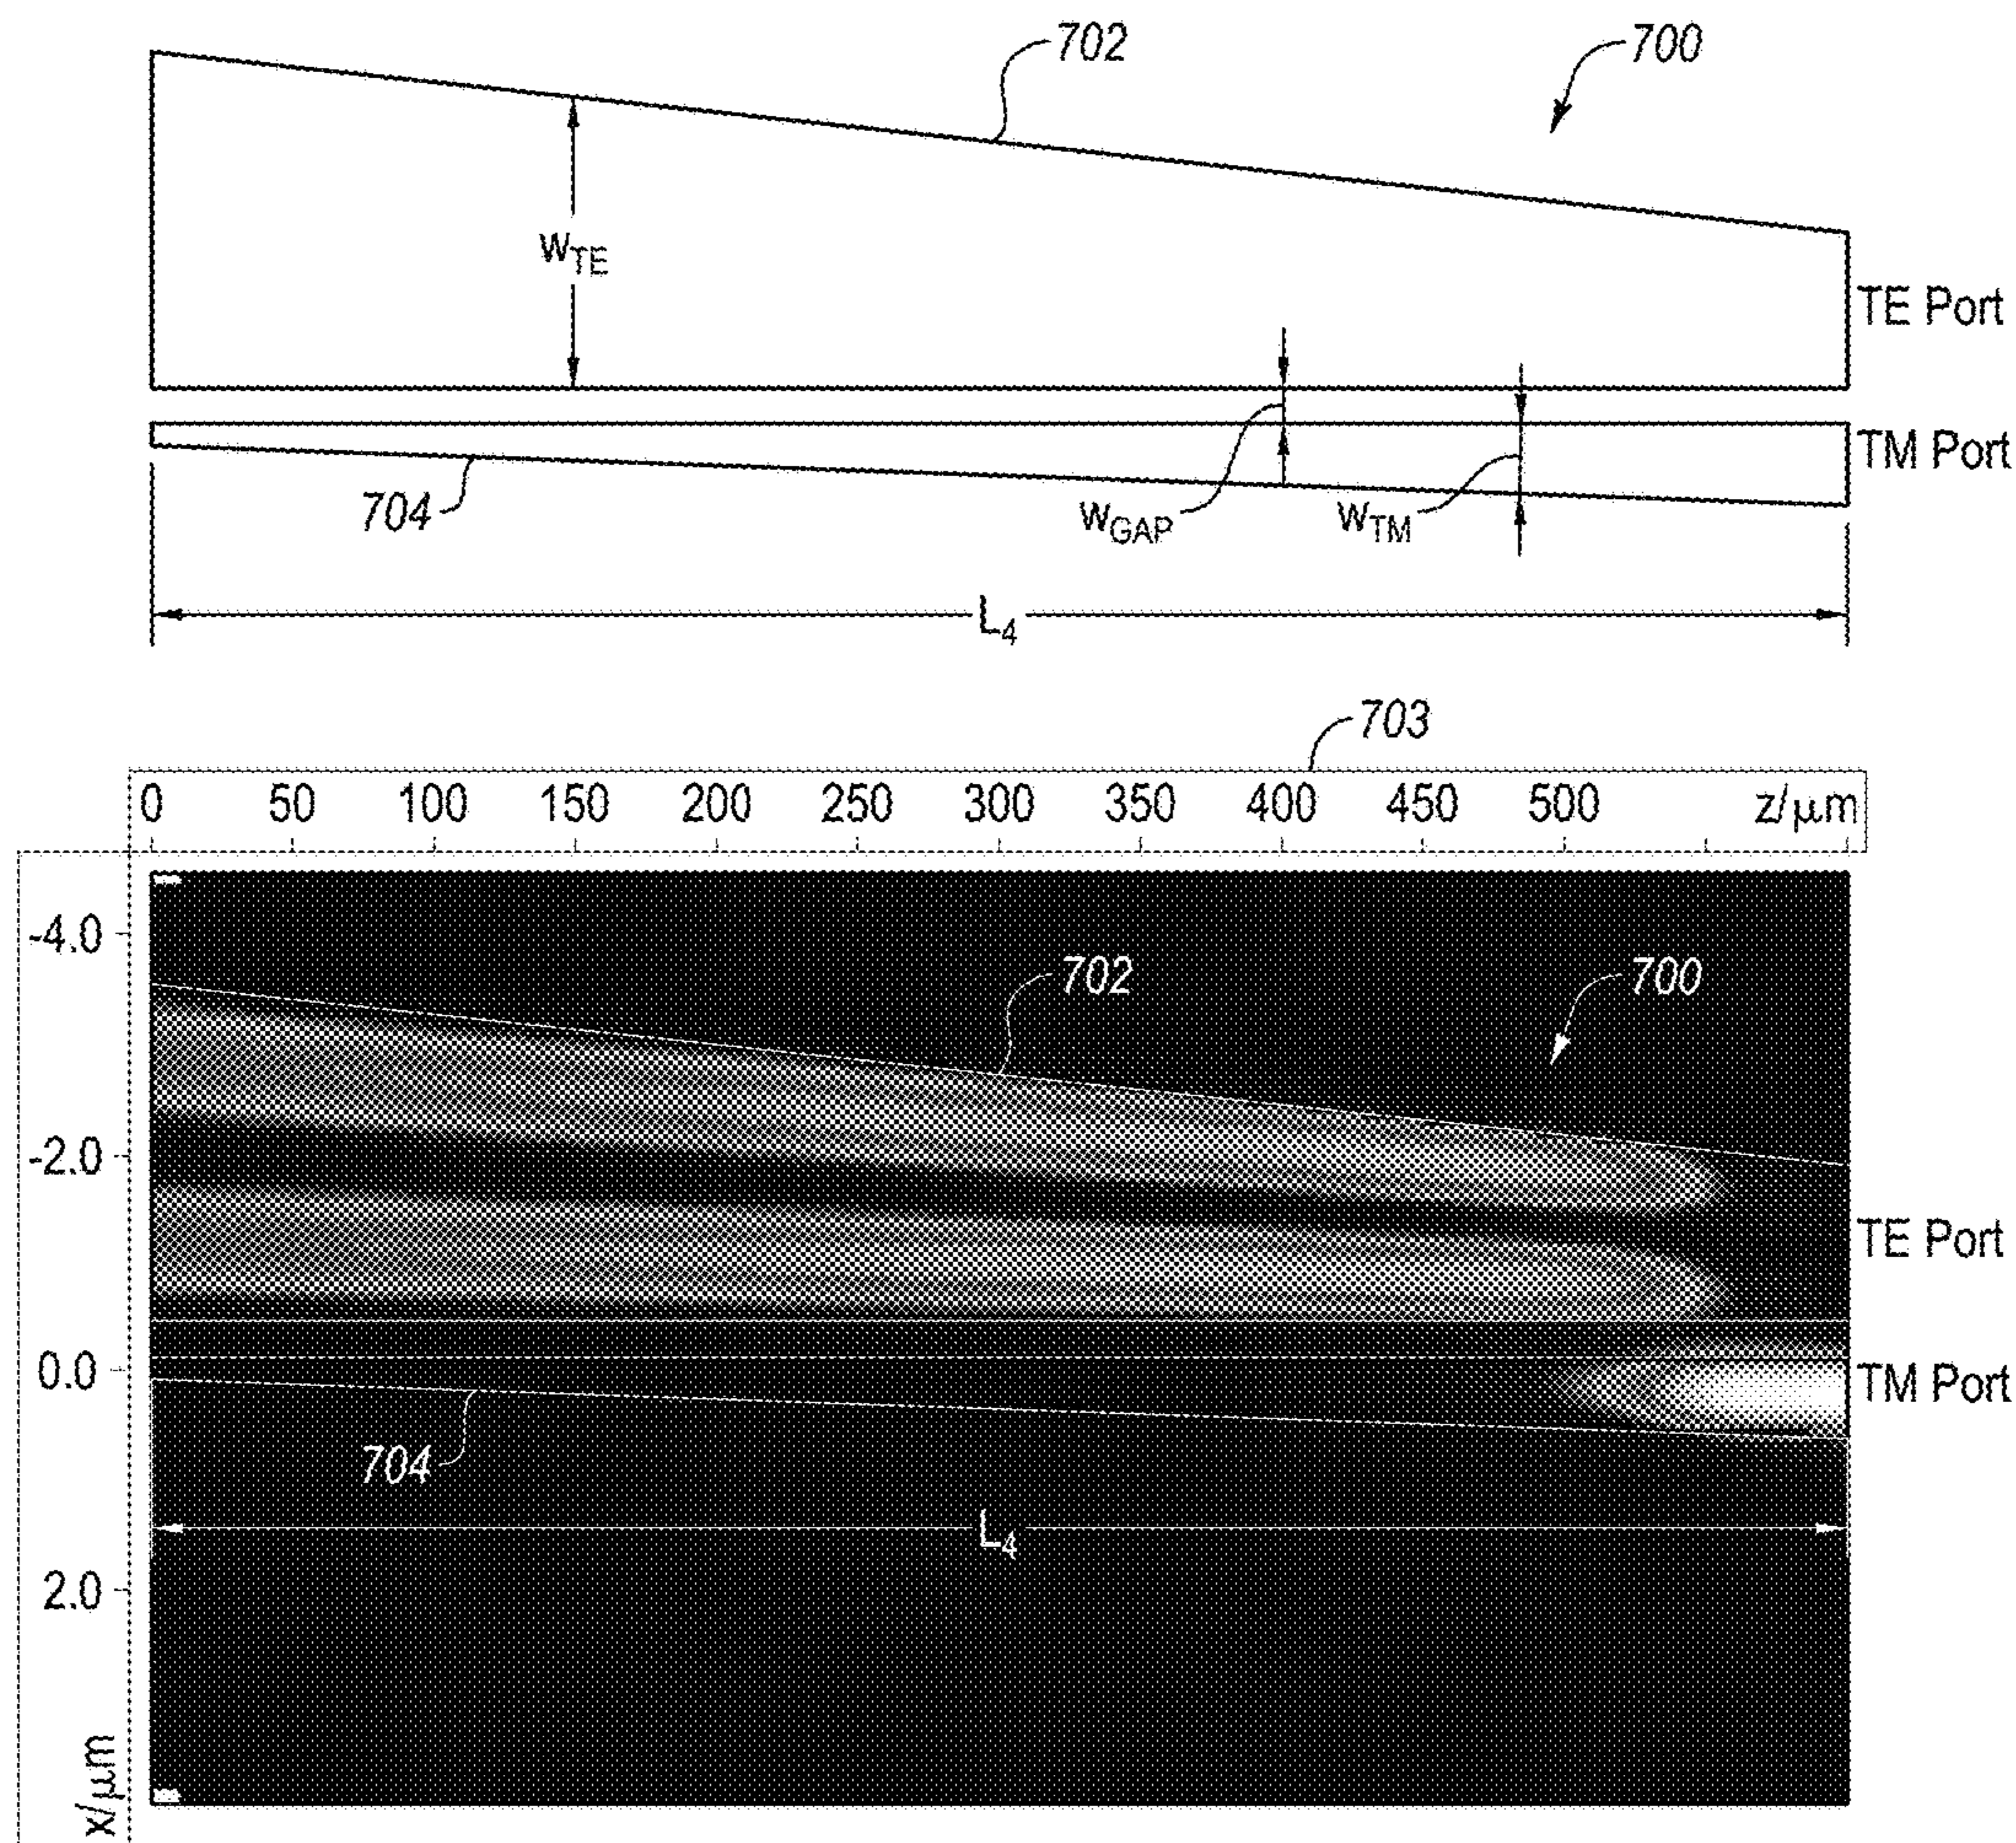 702
700
W_TE
TE Port
TM Port
704
W_GAP
W_TM
L_4
703
0 50 100 150 200 250 300 350 400 450 500 z/μm
-4.0
702
700
-2.0
TE Port
0.0
TM Port
704
L_4
2.0
x/μm